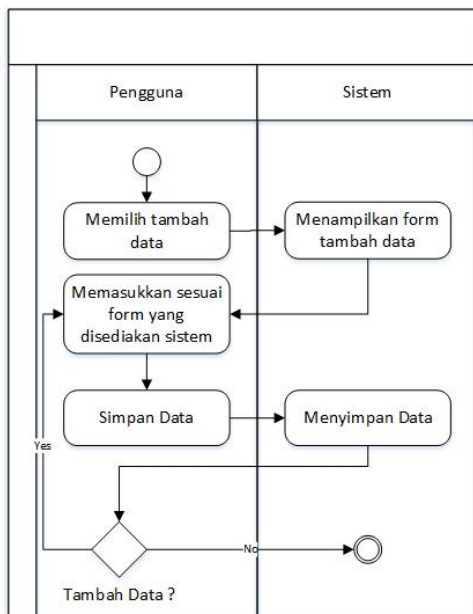 Pengguna
Sistem
Memilih tambah
data
Menampilkan form
tambah data
Memasukkan sesuai
form yang
disediakan sistem
Simpan Data
Menyimpan Data
Yes
No
Tambah Data ?